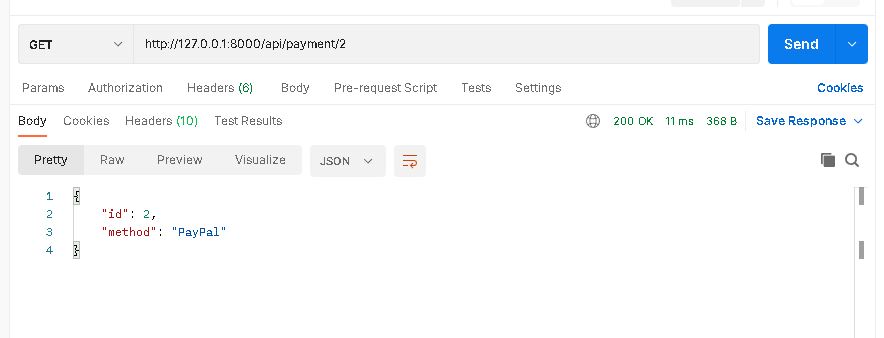 GET http://127.0.0.1:8000/api/payment/2 Send
Params Authorization Headers (6) Body Pre-request Script Tests Settings Cookies
Body Cookies Headers (10) Test Results 200 OK 11 ms 368 B Save Response
Pretty Raw Preview Visualize JSON
1 {
2 "id": 2,
3 "method": "PayPal"
4 }